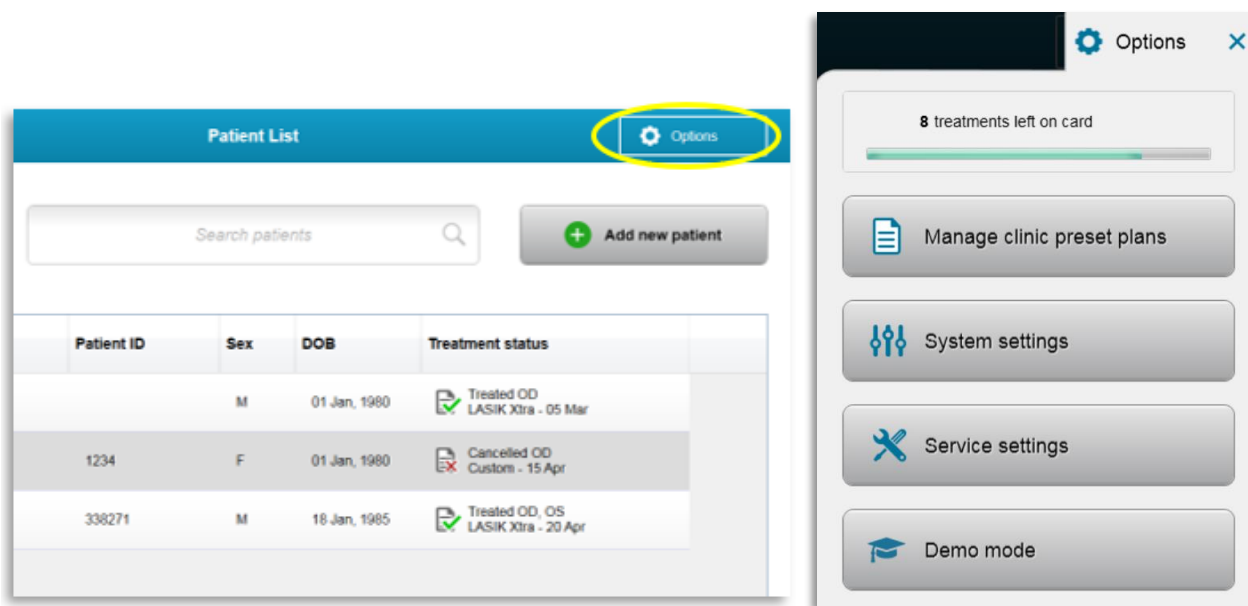 Patient List
Options
Search patients
Add new patient
Patient ID Sex DOB Treatment status
M 01 Jan, 1980 Treated OD
LASIK Xtra - 05 Mar
1234 F 01 Jan, 1980 Cancelled OD
Custom - 15 Apr
338271 M 18 Jan, 1985 Treated OD, OS
LASIK Xtra - 20 Apr
Options
8 treatments left on card
Manage clinic preset plans
System settings
Service settings
Demo mode